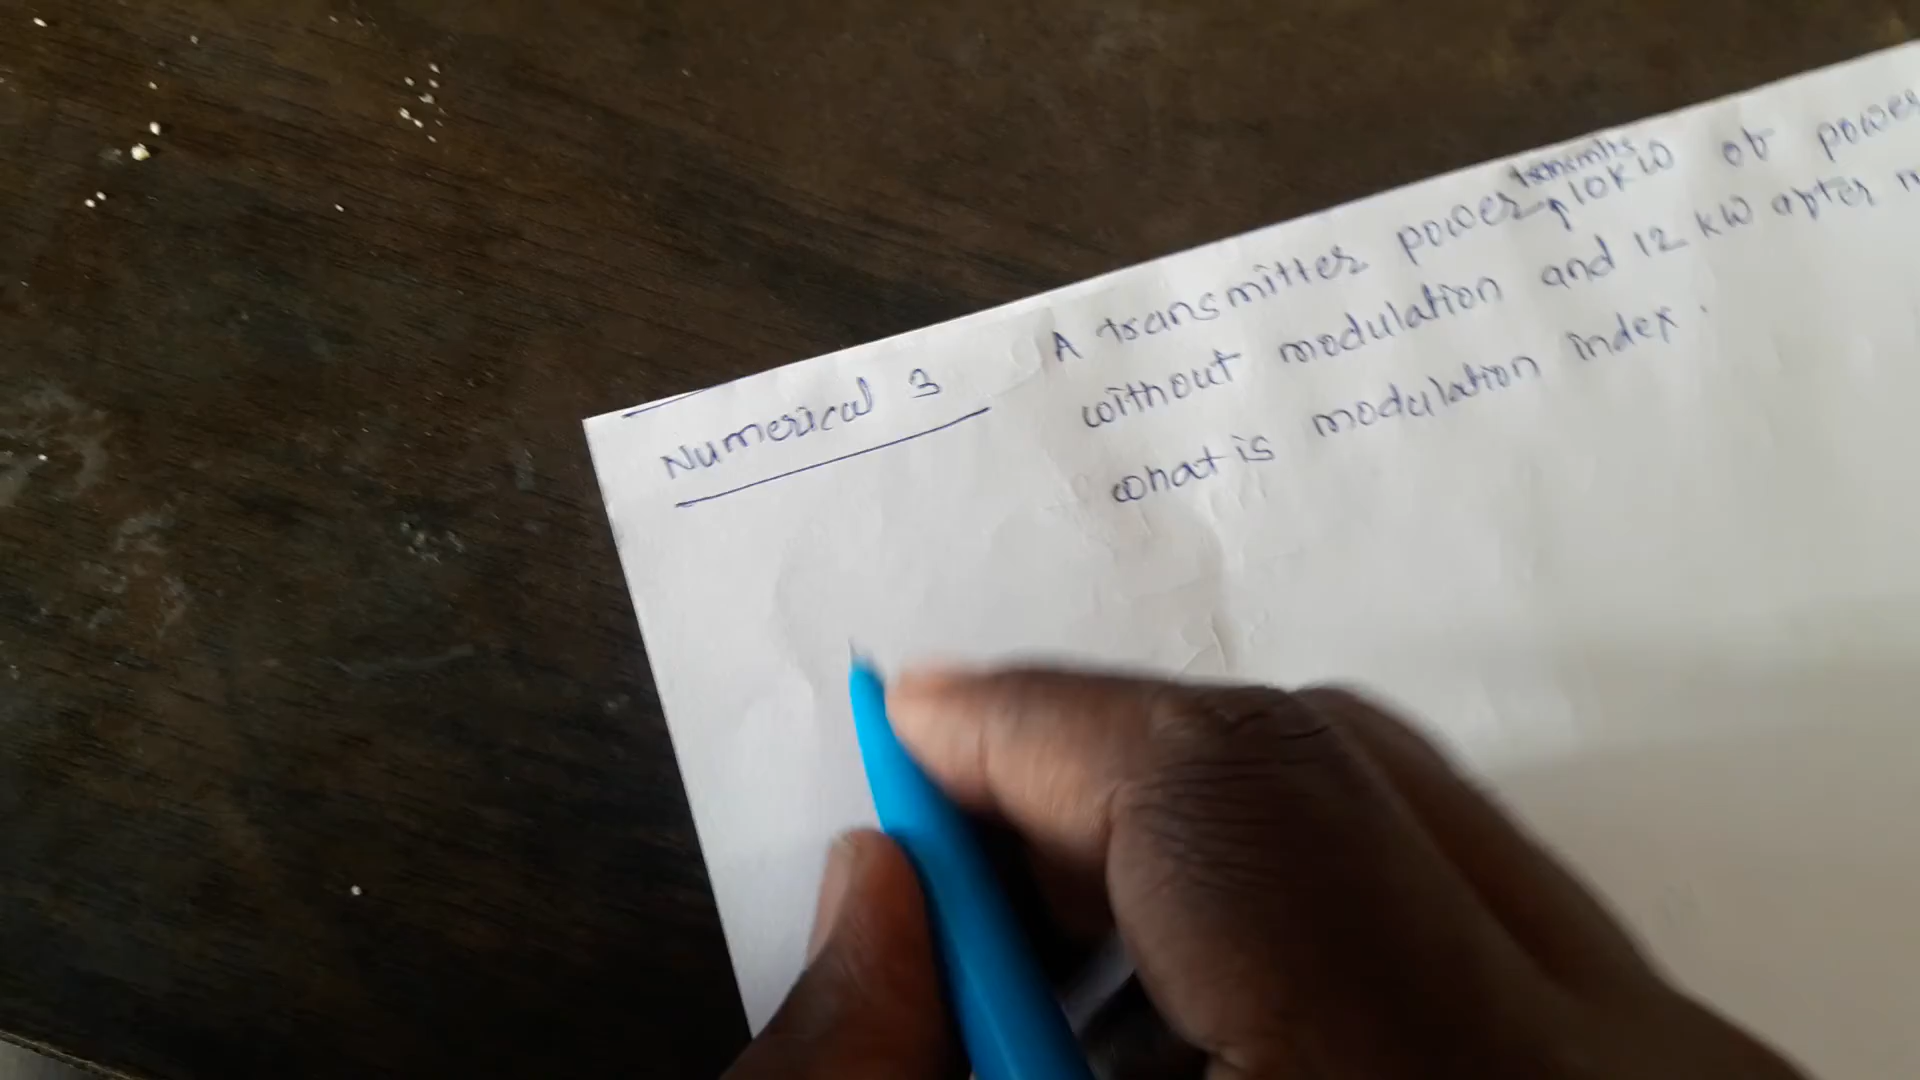 Numerical 3 A transmitter power transmits 10kW of power
without modulation and 12 kW after
what is modulation index.